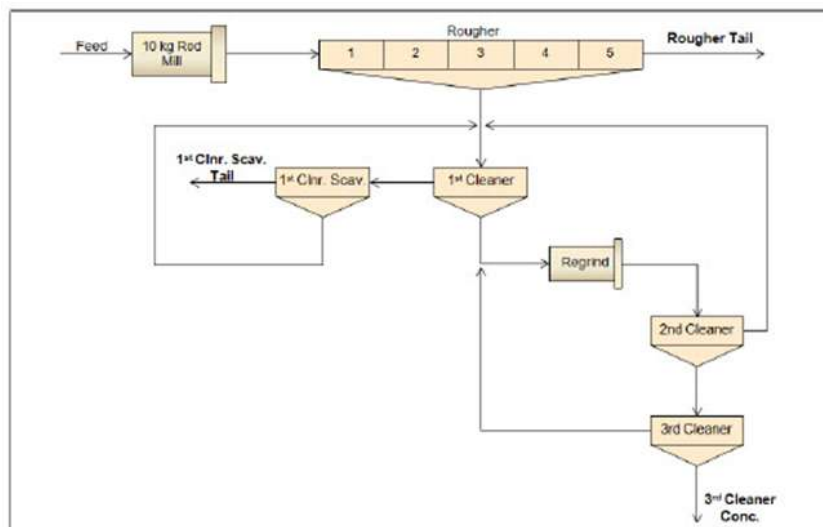 Rougher
Feed
10 kg Rod
Mill
1 2 3 4 5
Rougher Tail
1st Clnr. Scav.
Tail
1st Clnr. Scav.
1st Cleaner
Regrind
2nd Cleaner
3rd Cleaner
3rd Cleaner
Conc.